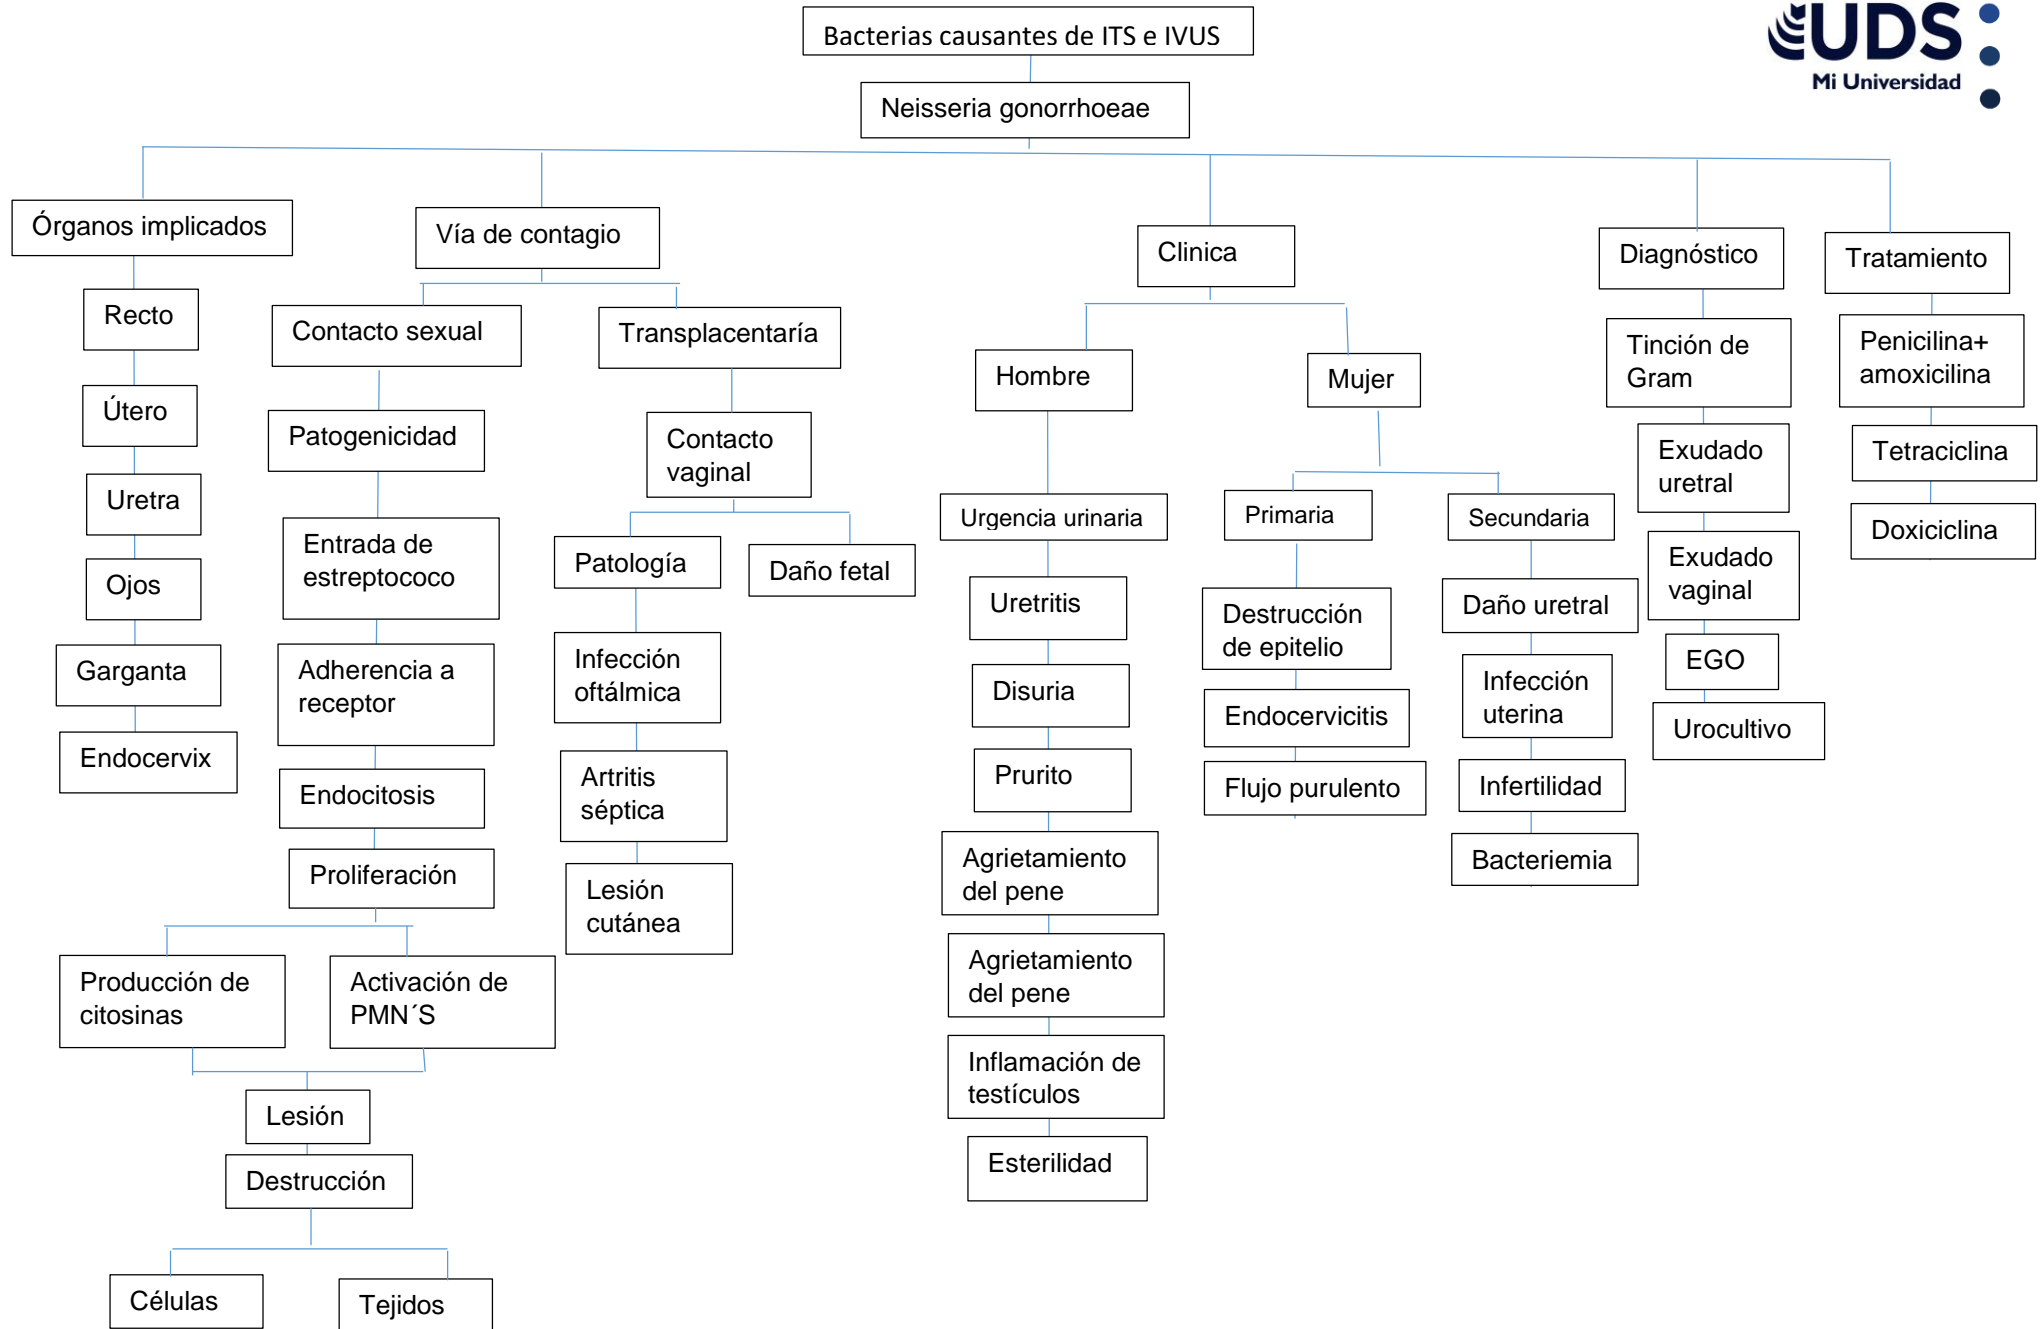 Bacterias causantes de ITS e IVUS
UDS
Mi Universidad
Neisseria gonorrhoeae
Órganos implicados
Recto
Útero
Uretra
Ojos
Garganta
Endocervix
Vía de contagio
Contacto sexual
Patogenicidad
Entrada de
estreptococo
Adherencia a
receptor
Endocitosis
Proliferación
Producción de
citosinas
Activación de
PMN´S
Lesión
Destrucción
Células
Tejidos
Transplacentaría
Contacto
vaginal
Patología
Infección
oftálmica
Artritis
séptica
Lesión
cutánea
Daño fetal
Clinica
Hombre
Urgencia urinaria
Uretritis
Disuria
Prurito
Agrietamiento
del pene
Agrietamiento
del pene
Inflamación de
testículos
Esterilidad
Mujer
Primaria
Destrucción
de epitelio
Endocervicitis
Flujo purulento
Secundaria
Daño uretral
Infección
uterina
Infertilidad
Bacteriemia
Diagnóstico
Tinción de
Gram
Exudado
uretral
Exudado
vaginal
EGO
Urocultivo
Tratamiento
Penicilina+
amoxicilina
Tetraciclina
Doxiciclina